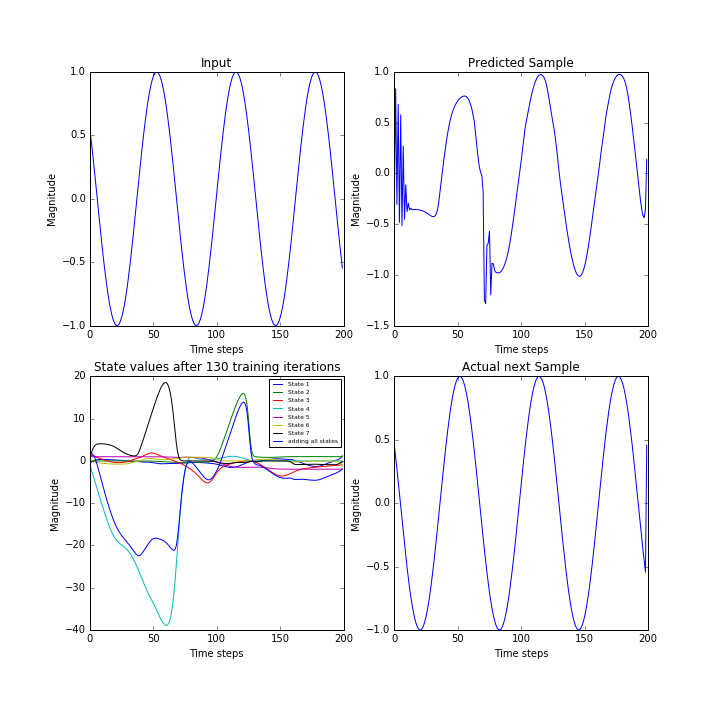 Input
1.0
0.5
0.0
−0.5
−1.0
Magnitude
0
50
100
150
200
Time steps
Predicted Sample
1.0
0.5
0.0
−0.5
−1.0
−1.5
Magnitude
0
50
100
150
200
Time steps
State values after 130 training iterations
20
10
0
−10
−20
−30
−40
Magnitude
State 1
State 2
State 3
State 4
State 5
State 6
State 7
adding all states
0
50
100
150
200
Time steps
Actual next Sample
1.0
0.5
0.0
−0.5
−1.0
Magnitude
0
50
100
150
200
Time steps